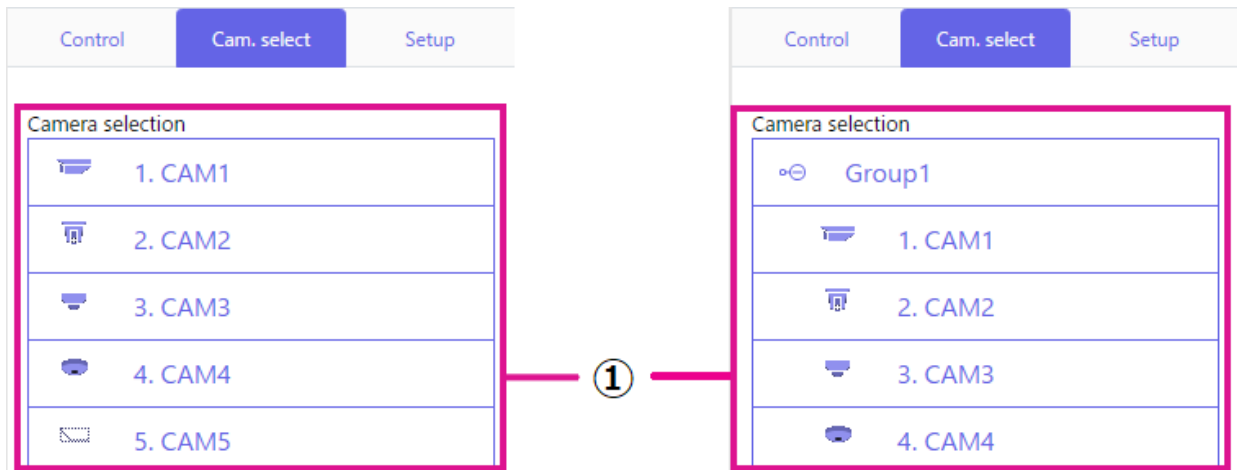 Control Cam. select Setup
Camera selection
1. CAM1
2. CAM2
3. CAM3
4. CAM4
5. CAM5
①
Control Cam. select Setup
Camera selection
Group1
1. CAM1
2. CAM2
3. CAM3
4. CAM4